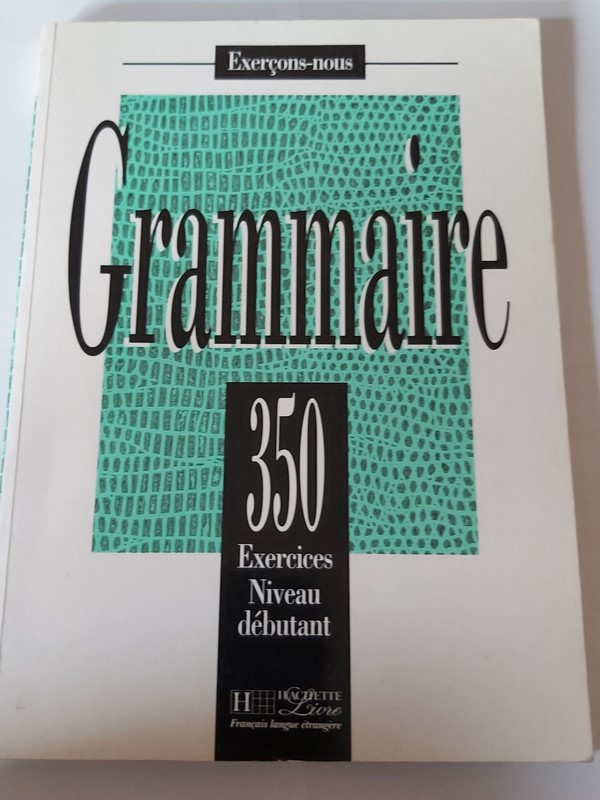 Exerçons-nous
Grammaire
350
Exercices
Niveau
débutant
H HACHETTE
Livre
Français langue étrangère